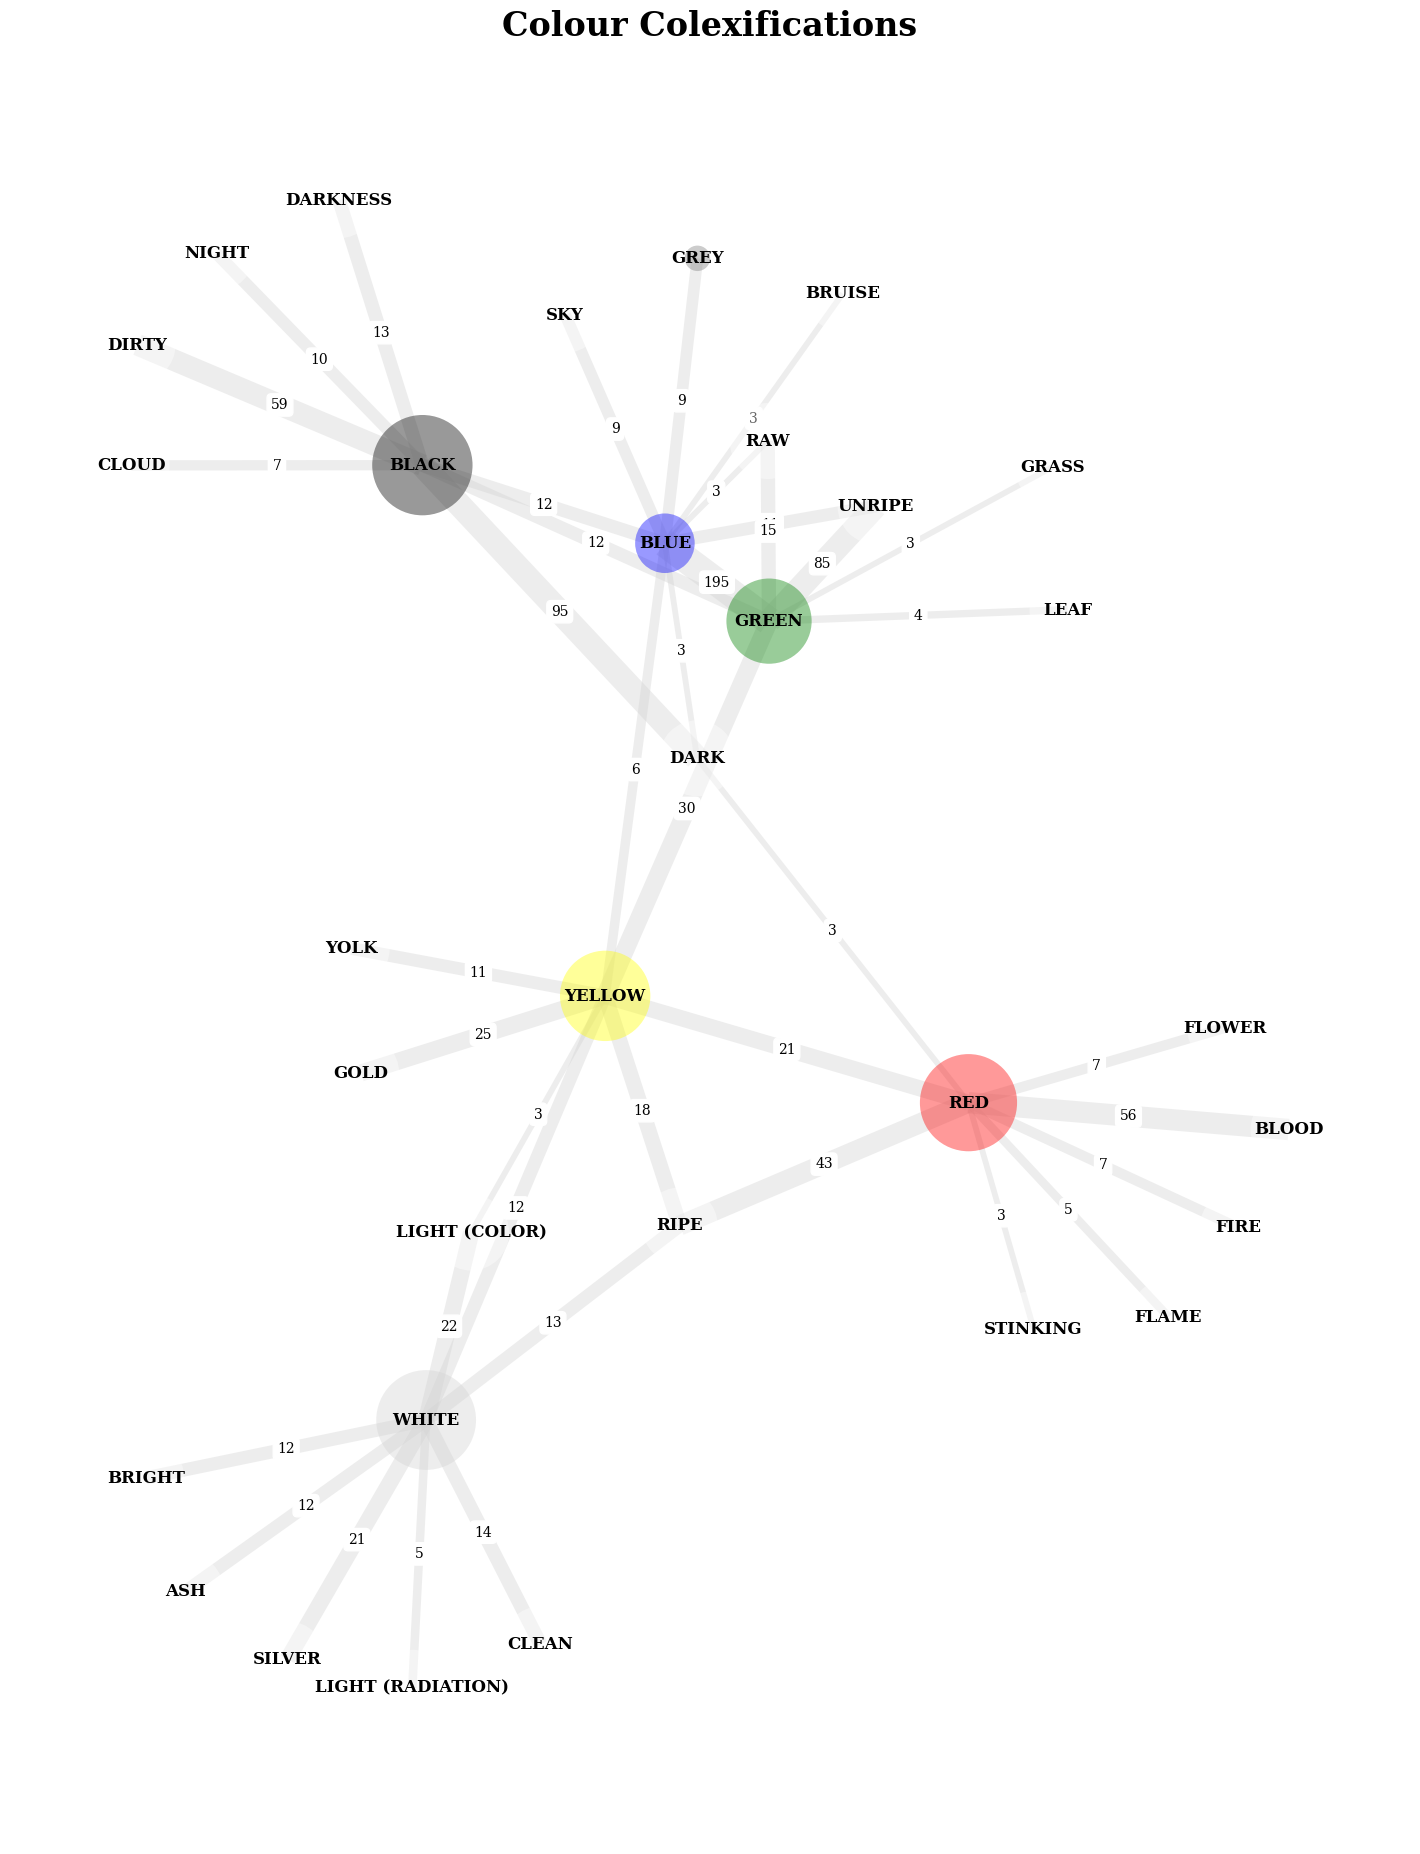 Colour Colexifications
DARKNESS
NIGHT
GREY
BRUISE
SKY
13
DIRTY
10
9
59
3
9
RAW
CLOUD
7
BLACK
GRASS
3
12
UNRIPE
15
12
BLUE
3
85
195
95
GREEN
4
LEAF
3
DARK
6
30
3
YOLK
11
YELLOW
25
21
FLOWER
GOLD
7
RED
3
18
56
BLOOD
43
7
12
3
5
LIGHT (COLOR)
RIPE
FIRE
22
13
STINKING
FLAME
WHITE
12
BRIGHT
12
21
14
5
ASH
CLEAN
SILVER
LIGHT (RADIATION)